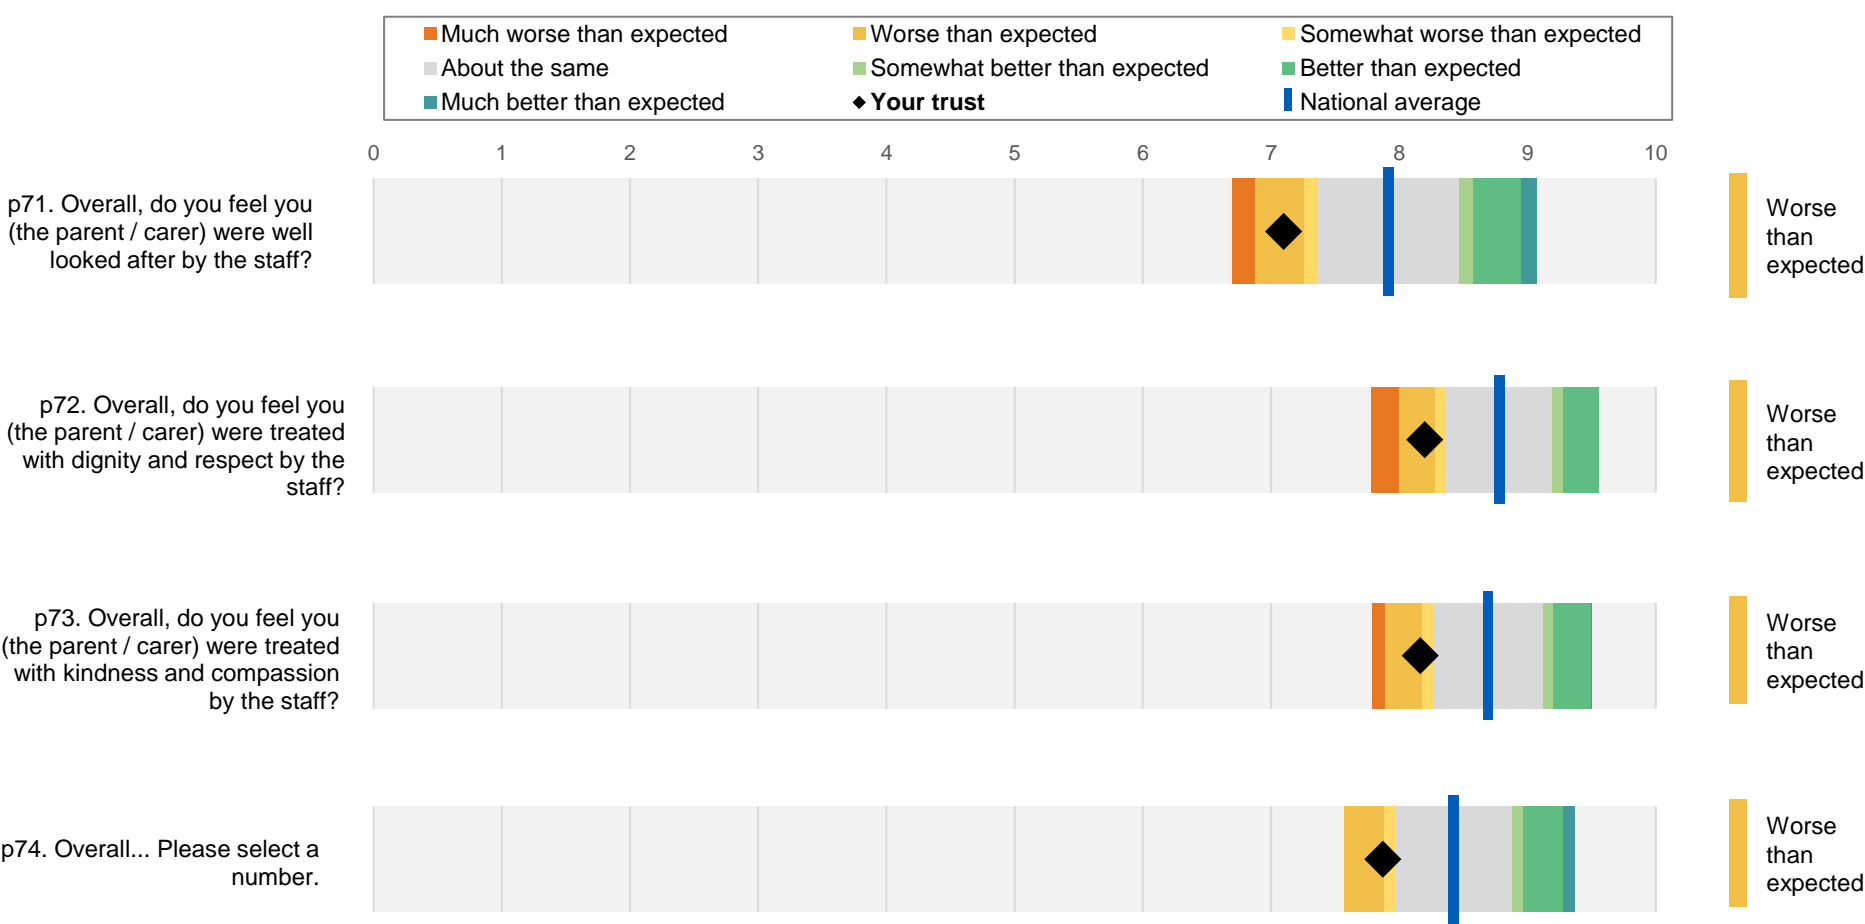 Much worse than expected
Worse than expected
Somewhat worse than expected
About the same
Somewhat better than expected
Better than expected
Much better than expected
Your trust
National average
0 1 2 3 4 5 6 7 8 9 10
p71. Overall, do you feel you
(the parent / carer) were well
looked after by the staff?
Worse
than
expected
p72. Overall, do you feel you
(the parent / carer) were treated
with dignity and respect by the
staff?
Worse
than
expected
p73. Overall, do you feel you
(the parent / carer) were treated
with kindness and compassion
by the staff?
Worse
than
expected
p74. Overall... Please select a
number.
Worse
than
expected